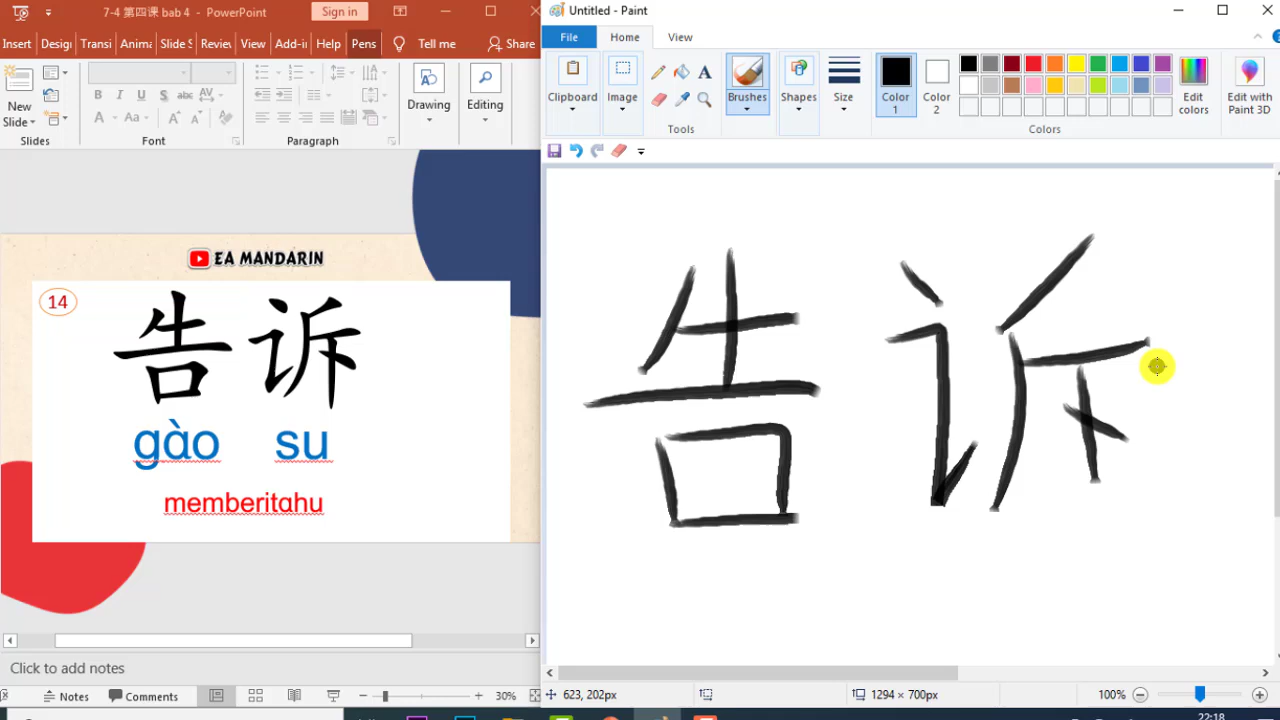 7-4 第四课 bab 4 - PowerPoint
Sign in
Insert Desig Transi Anima Slide S Reviev View Add-i Help Pens Tell me Share
New
Slide
Slides
Font
Paragraph
Drawing
Editing
EA MANDARIN
14
告诉
gào su
memberitahu
Click to add notes
Notes Comments 30%
Untitled - Paint
File Home View
Clipboard
Image
Tools
Brushes
Shapes
Size
Color
1
Color
2
Colors
Edit
colors
Edit with
Paint 3D
告诉
623, 202px
1294 × 700px
100%
22:18